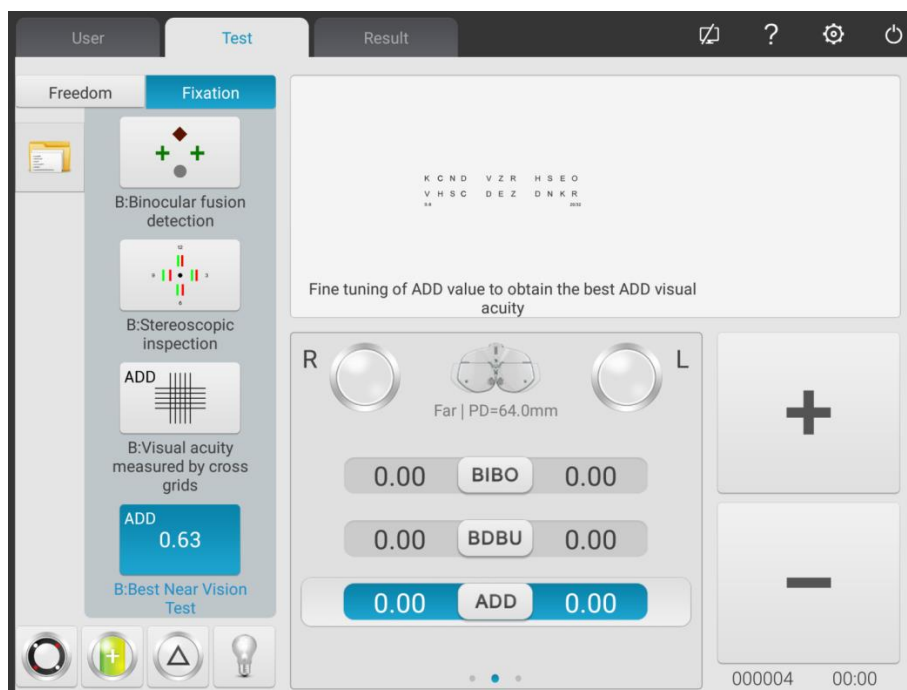 User
Test
Result
?
Freedom
Fixation
B:Binocular fusion
detection
B:Stereoscopic
inspection
ADD
B:Visual acuity
measured by cross
grids
ADD
0.63
B:Best Near Vision
Test
K C N D V Z R H S E O
V H S C D E Z D N K R
Fine tuning of ADD value to obtain the best ADD visual
acuity
R
L
Far | PD=64.0mm
0.00 BIBO 0.00
0.00 BDBU 0.00
0.00 ADD 0.00
+
−
000004 00:00